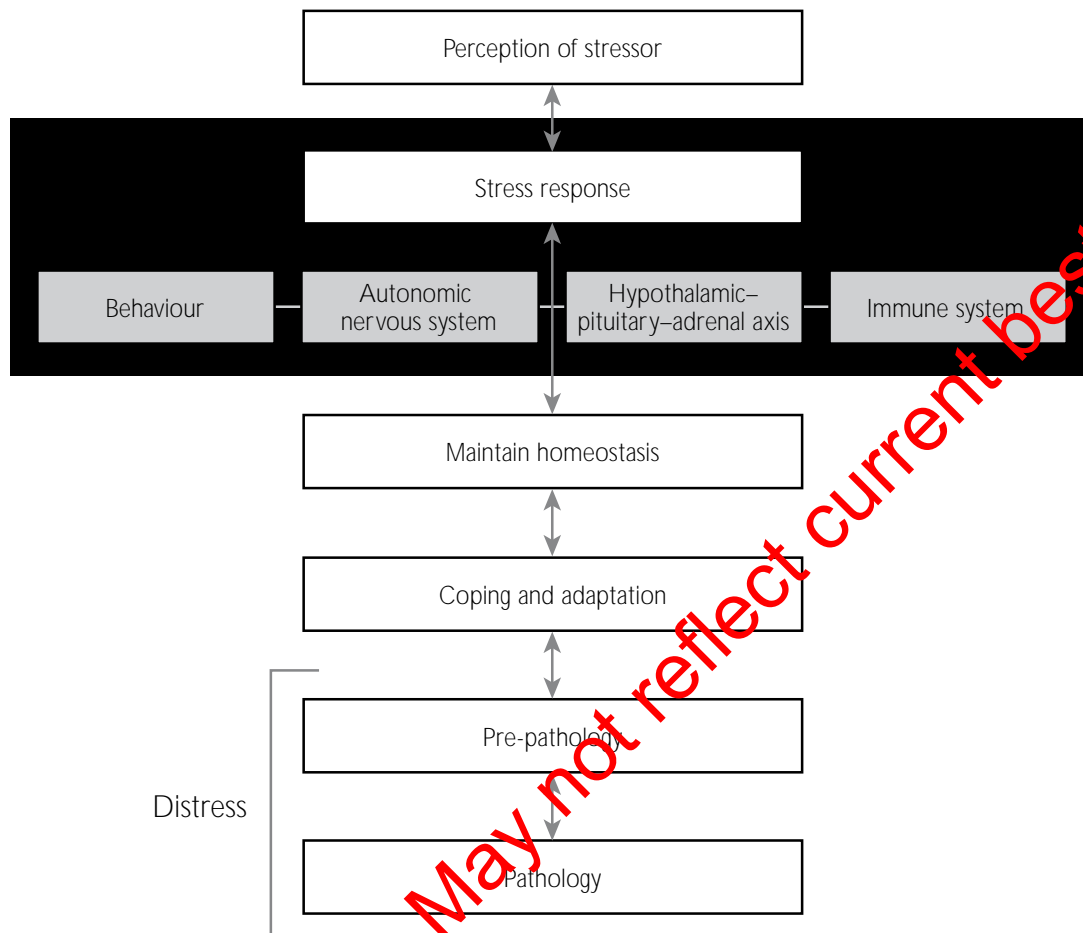 Perception of stressor
Stress response
Behaviour
Autonomic
nervous system
Hypothalamic–
pituitary–adrenal axis
Immune system
Maintain homeostasis
Coping and adaptation
Pre-pathology
Distress
Pathology
May not reflect current bes